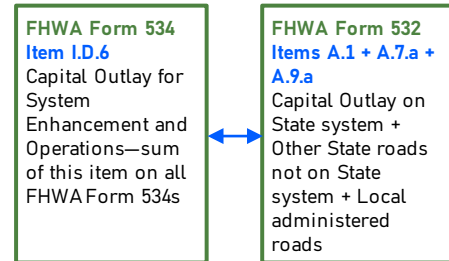 FHWA Form 534
Item I.D.6
Capital Outlay for
System
Enhancement and
Operations—sum
of this item on all
FHWA Form 534s
FHWA Form 532
Items A.1 + A.7.a +
A.9.a
Capital Outlay on
State system +
Other State roads
not on State
system + Local
administered
roads